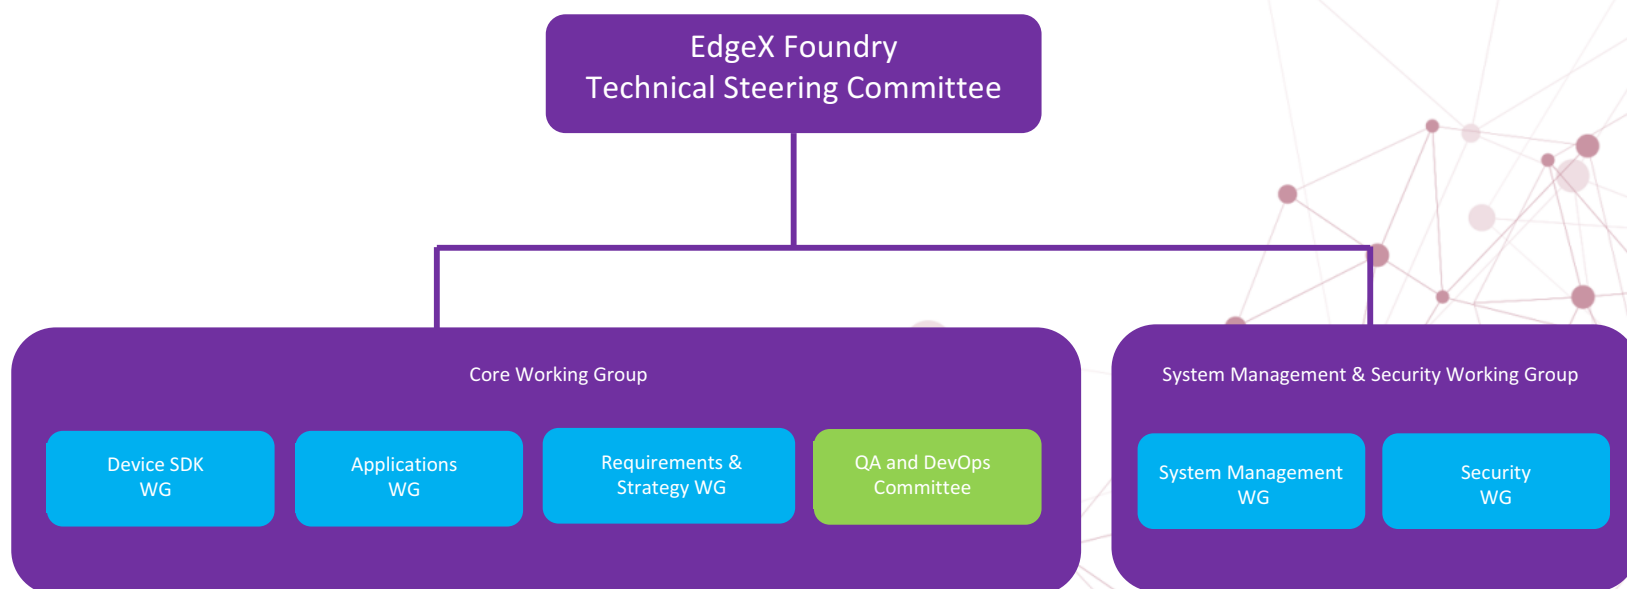 EdgeX Foundry
Technical Steering Committee
Core Working Group
System Management & Security Working Group
Device SDK
WG
Applications
WG
Requirements &
Strategy WG
QA and DevOps
Committee
System Management
WG
Security
WG